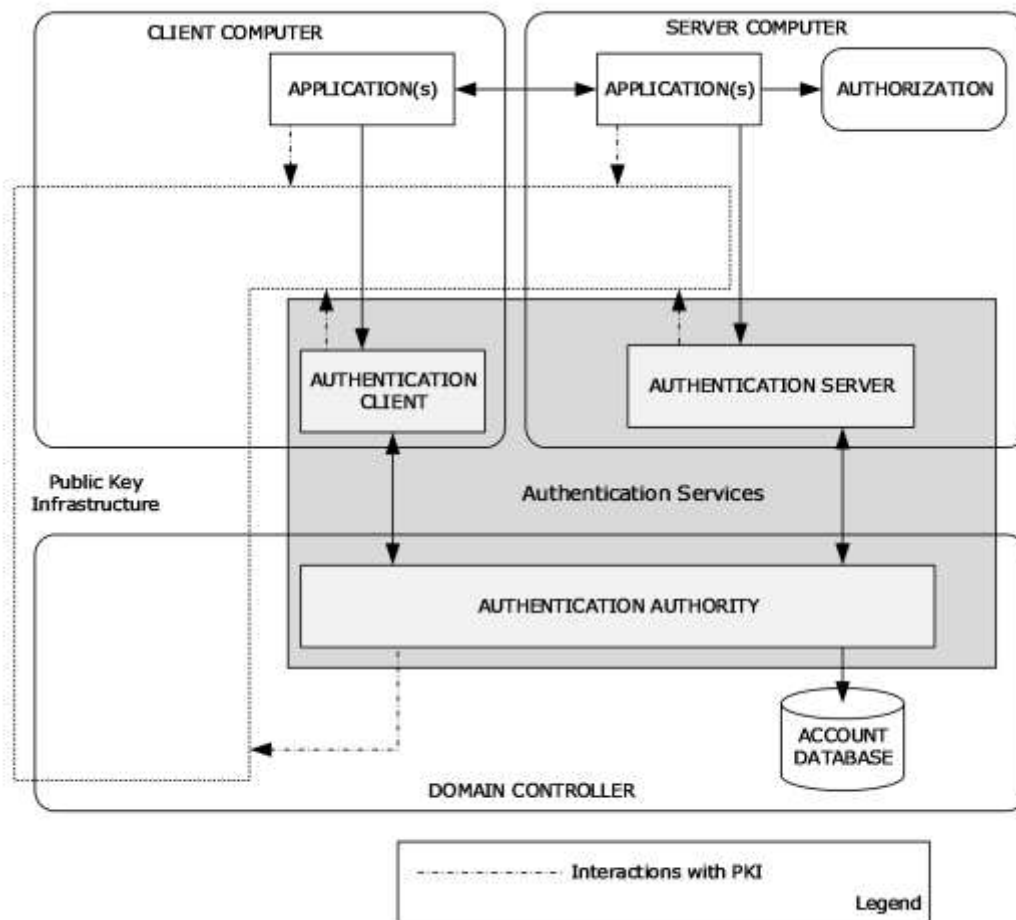 CLIENT COMPUTER
SERVER COMPUTER
APPLICATION(s)
APPLICATION(s)
AUTHORIZATION
AUTHENTICATION
CLIENT
AUTHENTICATION SERVER
Public Key
Infrastructure
Authentication Services
AUTHENTICATION AUTHORITY
ACCOUNT
DATABASE
DOMAIN CONTROLLER
Interactions with PKI
Legend